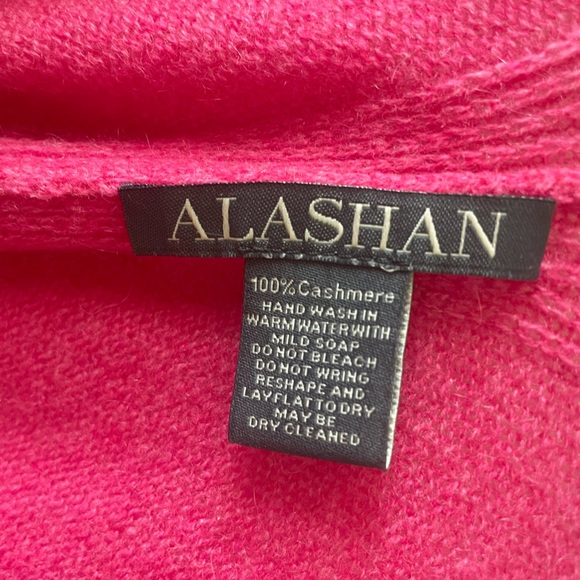 ALASHAN
100% Cashmere
HAND WASH IN
WARM WATER WITH
MILD SOAP
DO NOT BLEACH
DO NOT WRING
RESHAPE AND
LAY FLAT TO DRY
MAY BE
DRY CLEANED